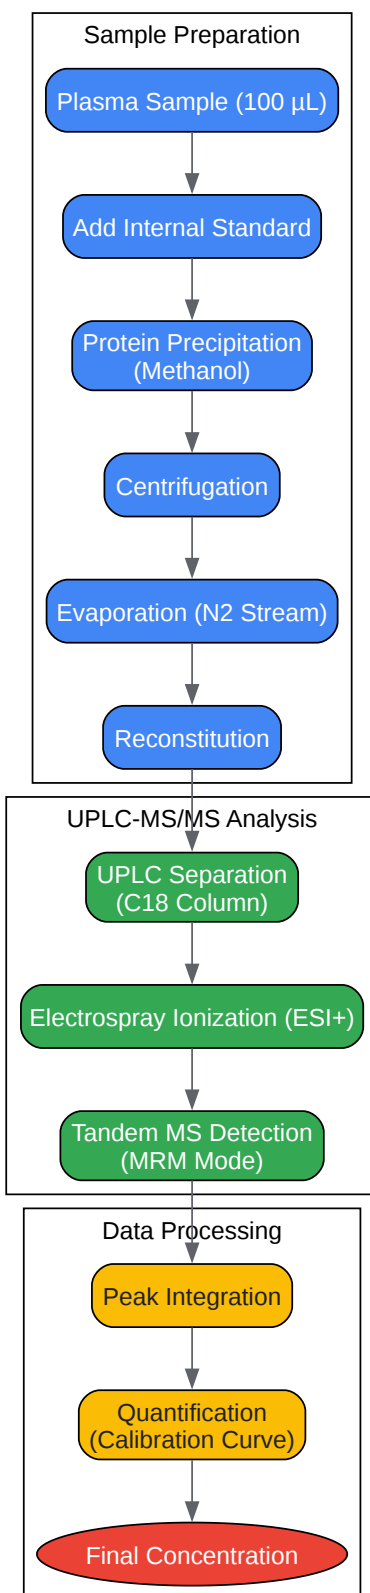 Sample Preparation
Plasma Sample (100 µL)
Add Internal Standard
Protein Precipitation
(Methanol)
Centrifugation
Evaporation (N2 Stream)
Reconstitution
UPLC-MS/MS Analysis
UPLC Separation
(C18 Column)
Electrospray Ionization (ESI+)
Tandem MS Detection
(MRM Mode)
Data Processing
Peak Integration
Quantification
(Calibration Curve)
Final Concentration